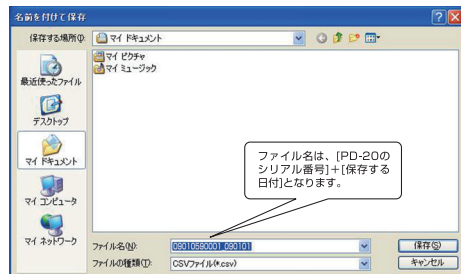 名前を付けて保存
保存する場所(I):
マイ ドキュメント
マイ ピクチャ
マイ ミュージック
最近使ったファイル
デスクトップ
マイ ドキュメント
マイ コンピュータ
マイ ネットワーク
ファイル名は、[PD-20の
シリアル番号]+[保存する
日付]となります。
ファイル名(N):
09010590001_090101
保存(S)
ファイルの種類(T):
CSVファイル(*.csv)
キャンセル